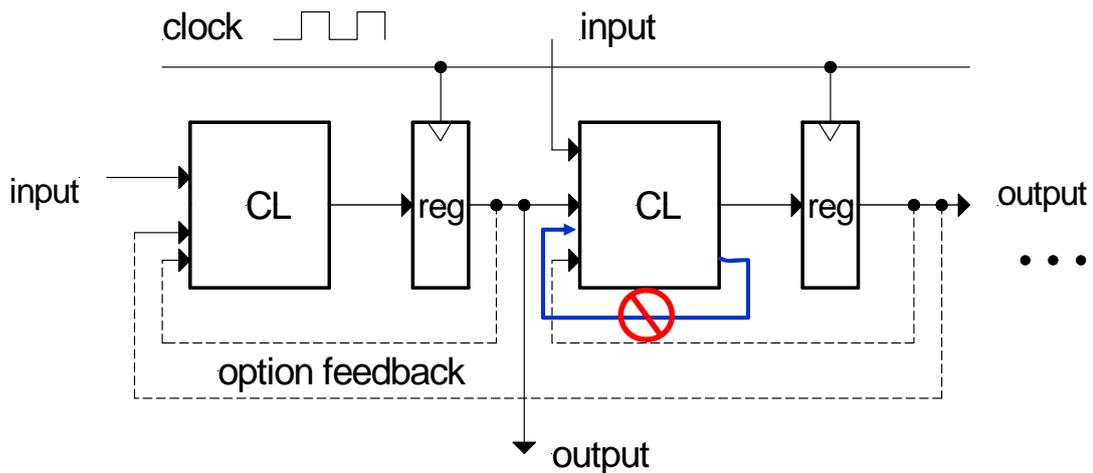 clock
input
input
CL
reg
CL
reg
output
option feedback
output